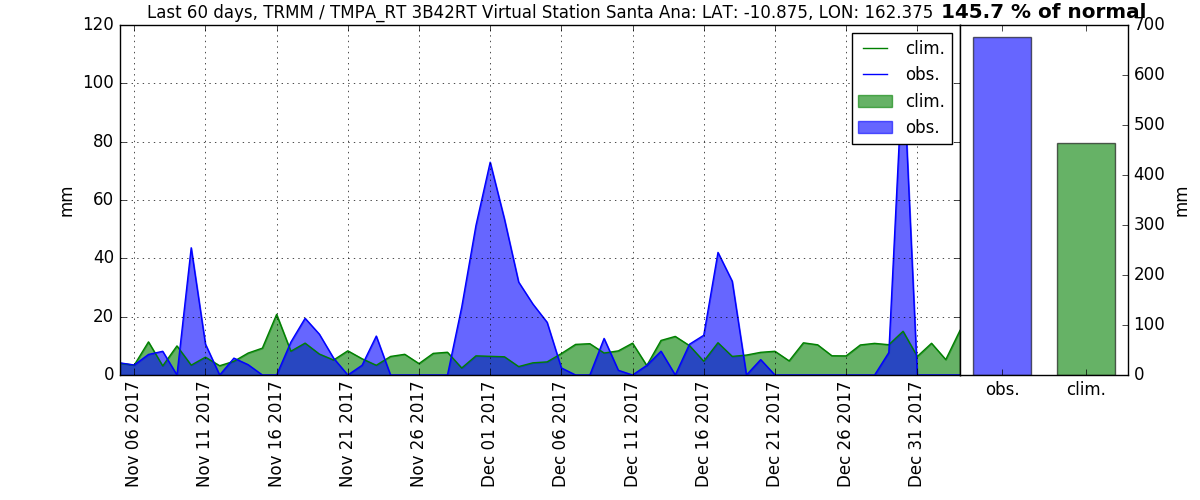 Last 60 days, TRMM / TMPA_RT 3B42RT Virtual Station Santa Ana: LAT: -10.875, LON: 162.375 145.7 % of normal
120
100
80
60
40
20
0
mm
clim.
obs.
clim.
obs.
700
600
500
400
300
200
100
0
mm
obs.
clim.
Nov 06 2017
Nov 11 2017
Nov 16 2017
Nov 21 2017
Nov 26 2017
Dec 01 2017
Dec 06 2017
Dec 11 2017
Dec 16 2017
Dec 21 2017
Dec 26 2017
Dec 31 2017